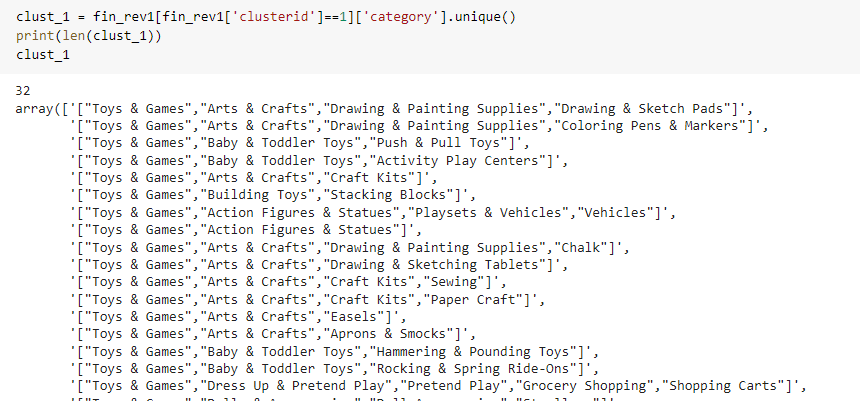 clust_1 = fin_rev1[fin_rev1['clusterid']==1]['category'].unique()
print(len(clust_1))
clust_1
32
array(['["Toys & Games","Arts & Crafts","Drawing & Painting Supplies","Drawing & Sketch Pads"]',
'["Toys & Games","Arts & Crafts","Drawing & Painting Supplies","Coloring Pens & Markers"]',
'["Toys & Games","Baby & Toddler Toys","Push & Pull Toys"]',
'["Toys & Games","Baby & Toddler Toys","Activity Play Centers"]',
'["Toys & Games","Arts & Crafts","Craft Kits"]',
'["Toys & Games","Building Toys","Stacking Blocks"]',
'["Toys & Games","Action Figures & Statues","Playsets & Vehicles","Vehicles"]',
'["Toys & Games","Action Figures & Statues"]',
'["Toys & Games","Arts & Crafts","Drawing & Painting Supplies","Chalk"]',
'["Toys & Games","Arts & Crafts","Drawing & Sketching Tablets"]',
'["Toys & Games","Arts & Crafts","Craft Kits","Sewing"]',
'["Toys & Games","Arts & Crafts","Craft Kits","Paper Craft"]',
'["Toys & Games","Arts & Crafts","Easels"]',
'["Toys & Games","Arts & Crafts","Aprons & Smocks"]',
'["Toys & Games","Baby & Toddler Toys","Hammering & Pounding Toys"]',
'["Toys & Games","Baby & Toddler Toys","Rocking & Spring Ride-Ons"]',
'["Toys & Games","Dress Up & Pretend Play","Pretend Play","Grocery Shopping","Shopping Carts"]',